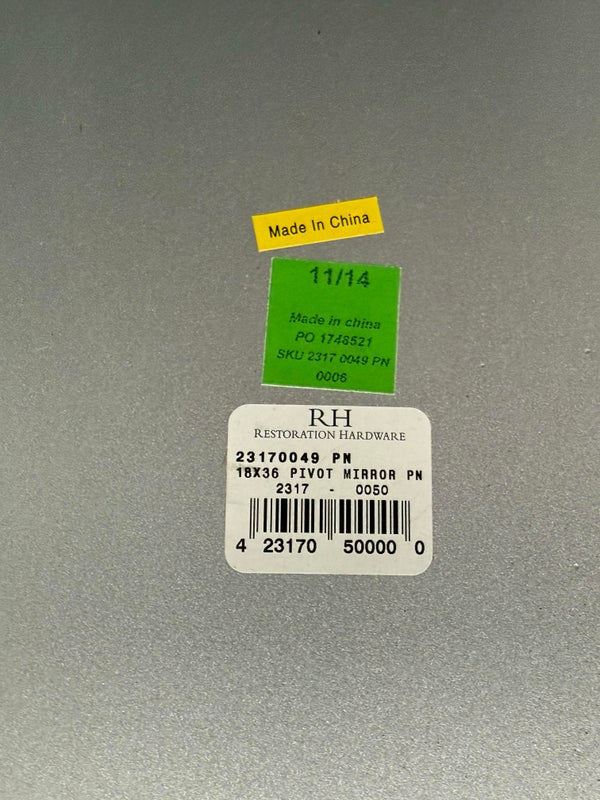 Made In China
11/14
Made in china
PO 1748521
SKU 2317 0049 PN
0006
RH
RESTORATION HARDWARE
23170049 PN
18X36 PIVOT MIRROR PN
2317 - 0050
4 23170 50000 0